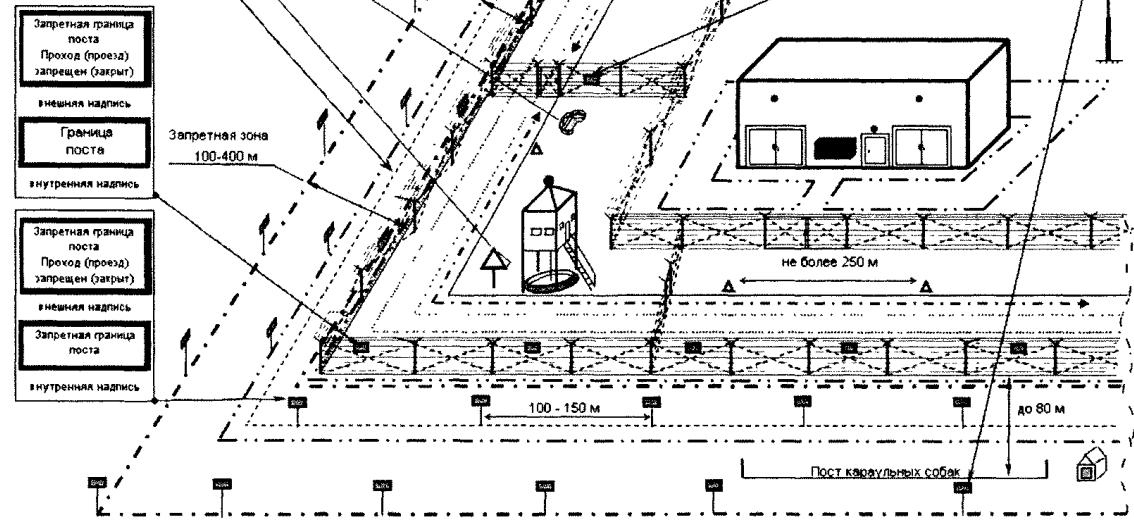 Запретная граница
поста
Проход (проезд)
запрещен (закрыт)
внешняя надпись
Граница
поста
внутренняя надпись
Запретная зона
100-400 м
Запретная граница
поста
Проход (проезд)
запрещен (закрыт)
внешняя надпись
Запретная граница
поста
внутренняя надпись
не более 250 м
100 - 150 м
до 80 м
Пост караульных собак